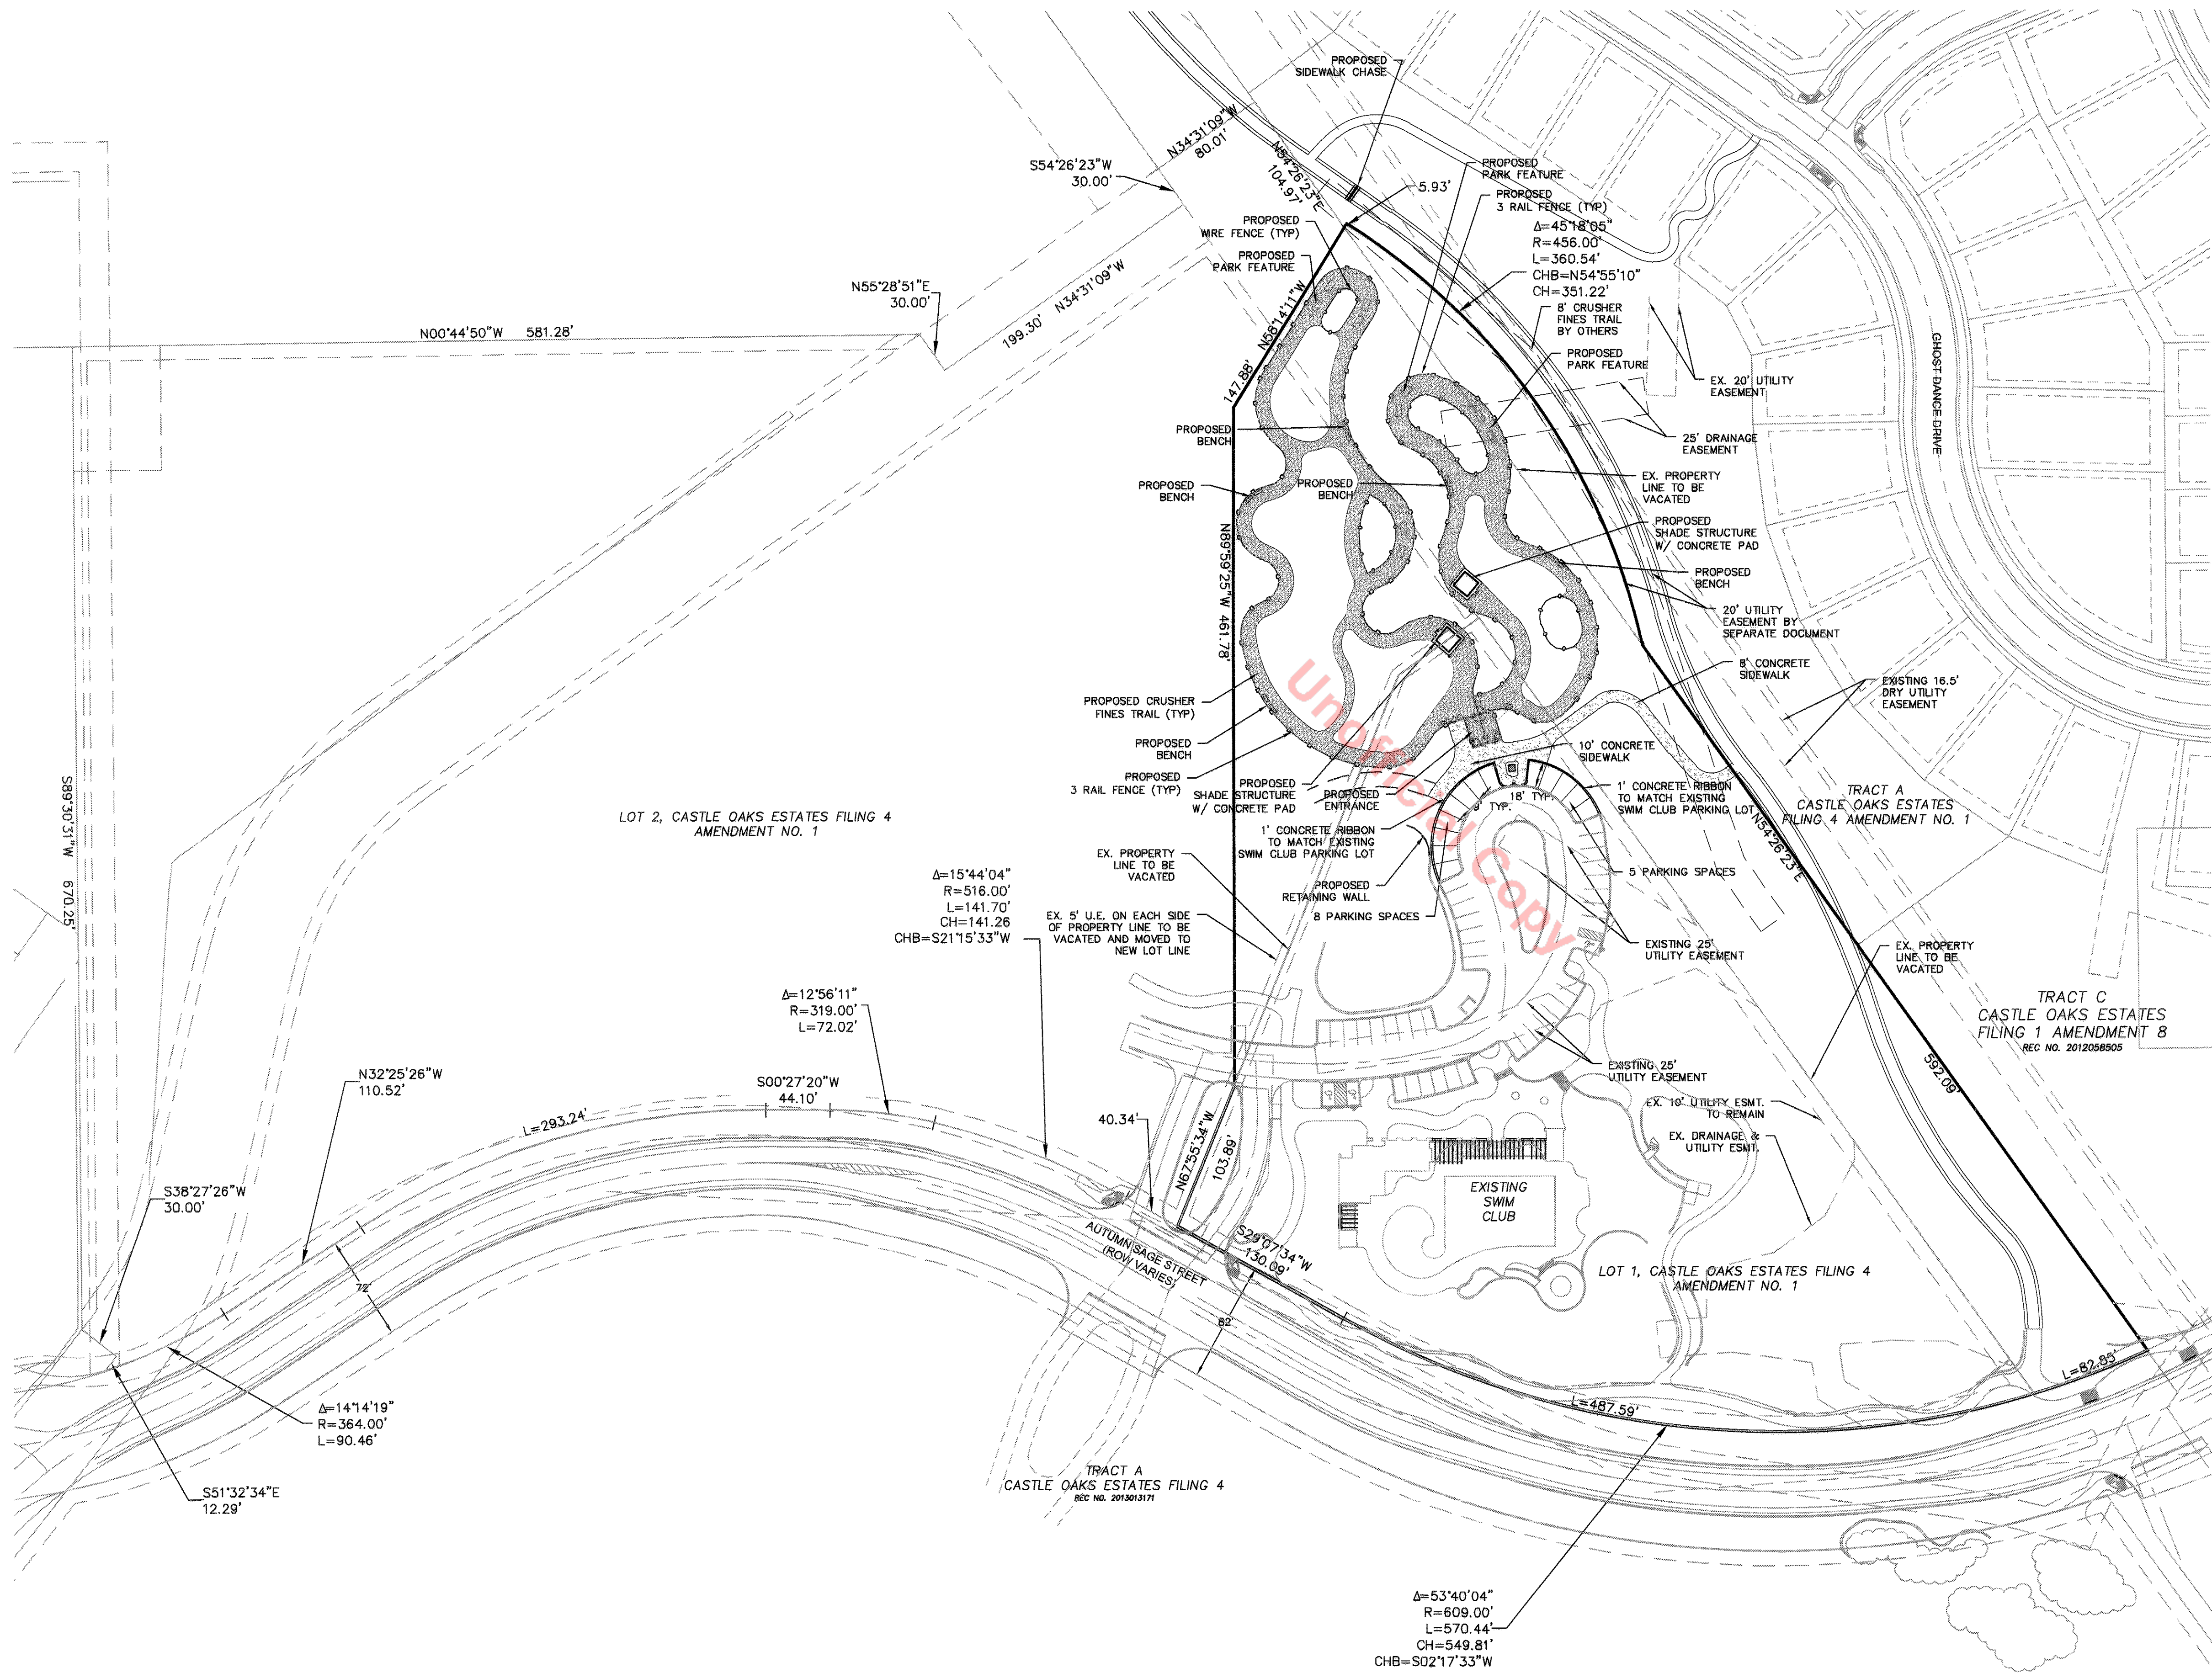 PROPOSED
SIDEWALK CHASE
N34°31'09"W
80.01'
S54°26'23"W
30.00'
N54°26'23"E
104.97'
PROPOSED
PARK FEATURE
5.93'
PROPOSED
3 RAIL FENCE (TYP)
PROPOSED
WIRE FENCE (TYP)
PROPOSED
PARK FEATURE
Δ=45°18'05"
R=456.00'
L=360.54'
CHB=N54°55'10"
CH=351.22'
8' CRUSHER
FINES TRAIL
BY OTHERS
N55°28'51"E
30.00'
199.30' N34°31'09"W
N00°44'50"W 581.28'
N58°14'11"W
147.88'
PROPOSED
PARK FEATURE
EX. 20' UTILITY
EASEMENT
GHOST DANCE DRIVE
PROPOSED
BENCH
25' DRAINAGE
EASEMENT
PROPOSED
BENCH
PROPOSED
BENCH
EX. PROPERTY
LINE TO BE
VACATED
N89°59'25"W 461.78'
PROPOSED
SHADE STRUCTURE
W/ CONCRETE PAD
PROPOSED
BENCH
20' UTILITY
EASEMENT BY
SEPARATE DOCUMENT
8' CONCRETE
SIDEWALK
EXISTING 16.5'
DRY UTILITY
EASEMENT
PROPOSED CRUSHER
FINES TRAIL (TYP)
PROPOSED
BENCH
PROPOSED
3 RAIL FENCE (TYP)
PROPOSED
SHADE STRUCTURE
W/ CONCRETE PAD
PROPOSED
ENTRANCE
10' CONCRETE
SIDEWALK
9' TYP.
18' TYP.
1' CONCRETE RIBBON
TO MATCH EXISTING
SWIM CLUB PARKING LOT
TRACT A
CASTLE OAKS ESTATES
FILING 4 AMENDMENT NO. 1
S89°30'31"W 670.25'
LOT 2, CASTLE OAKS ESTATES FILING 4
AMENDMENT NO. 1
1' CONCRETE RIBBON
TO MATCH EXISTING
SWIM CLUB PARKING LOT
N54°26'23"E
592.09'
EX. PROPERTY
LINE TO BE
VACATED
5 PARKING SPACES
PROPOSED
RETAINING WALL
8 PARKING SPACES
Δ=15°44'04"
R=516.00'
L=141.70'
CH=141.26
CHB=S21°15'33"W
EX. 5' U.E. ON EACH SIDE
OF PROPERTY LINE TO BE
VACATED AND MOVED TO
NEW LOT LINE
EXISTING 25'
UTILITY EASEMENT
EX. PROPERTY
LINE TO BE
VACATED
Unofficial Copy
Δ=12°56'11"
R=319.00'
L=72.02'
TRACT C
CASTLE OAKS ESTATES
FILING 1 AMENDMENT 8
REC NO. 2012058505
N32°25'26"W
110.52'
S00°27'20"W
44.10'
L=293.24'
EXISTING 25'
UTILITY EASEMENT
EX. 10' UTILITY ESMT.
TO REMAIN
EX. DRAINAGE &
UTILITY ESMT.
40.34'
N67°55'34"W
103.89'
S38°27'26"W
30.00'
EXISTING
SWIM
CLUB
AUTUMN SAGE STREET
(ROW VARIES)
S29°07'34"W
130.09'
LOT 1, CASTLE OAKS ESTATES FILING 4
AMENDMENT NO. 1
72'
82'
L=82.85'
L=487.59'
Δ=14°14'19"
R=364.00'
L=90.46'
S51°32'34"E
12.29'
TRACT A
CASTLE OAKS ESTATES FILING 4
REC NO. 2013013171
Δ=53°40'04"
R=609.00'
L=570.44'
CH=549.81'
CHB=S02°17'33"W